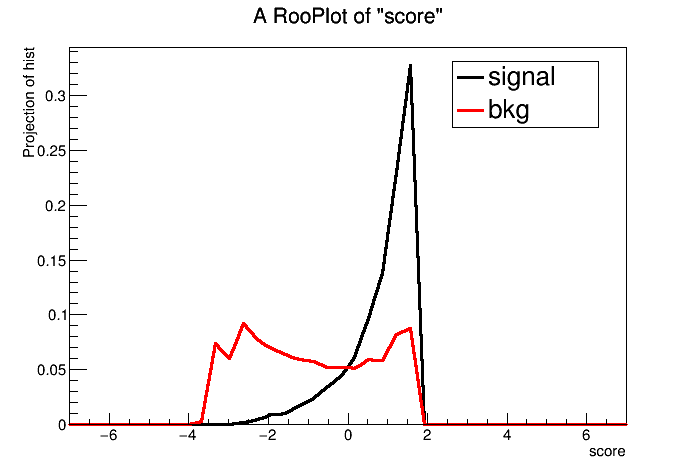 A RooPlot of "score"
Projection of hist
signal
bkg
0.3
0.25
0.2
0.15
0.1
0.05
0
−6 −4 −2 0 2 4 6
score